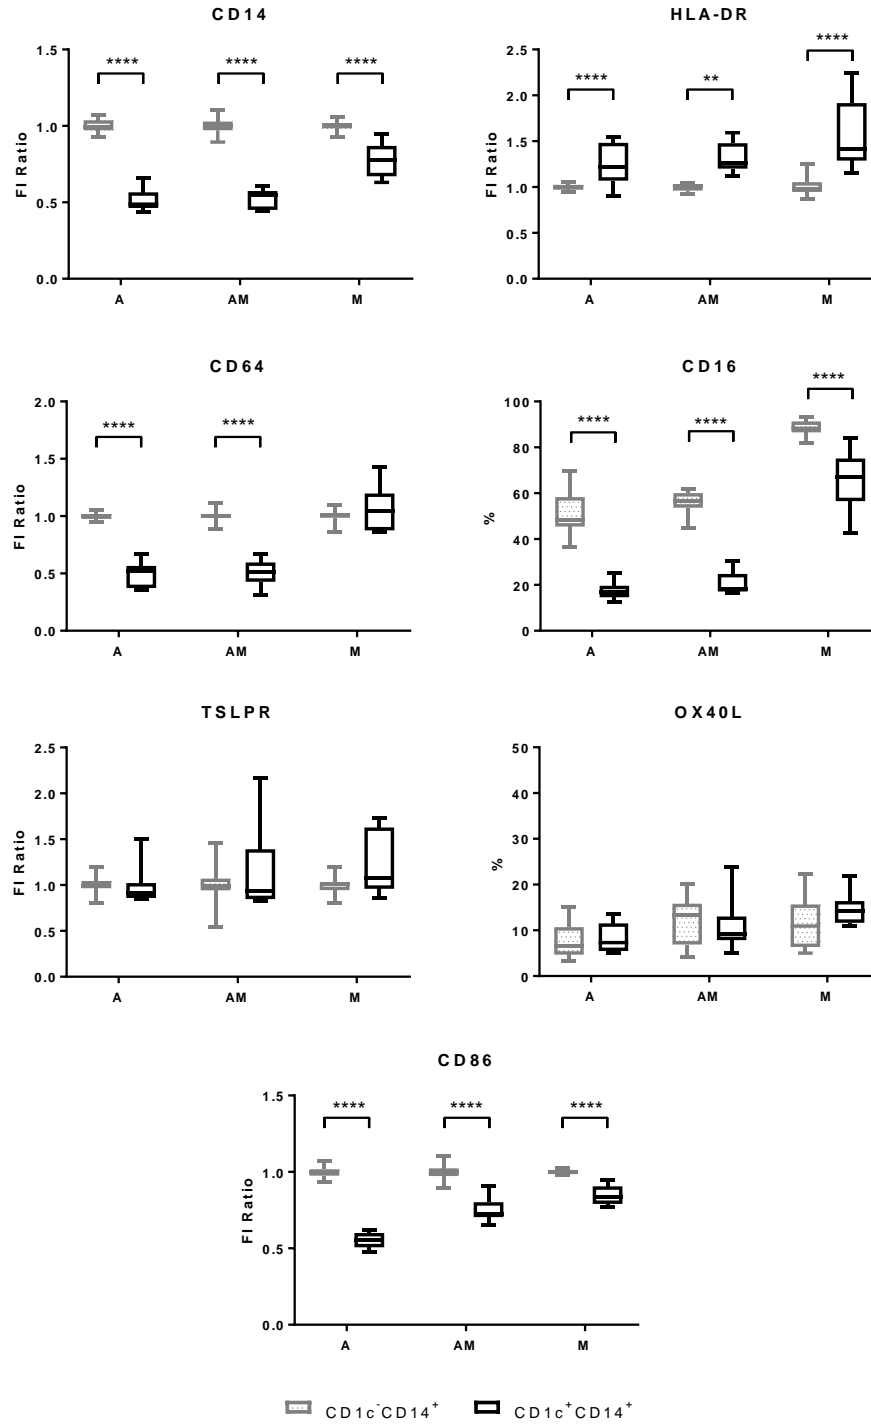 CD14
HLA-DR
1.5
1.0
0.5
0.0
FI Ratio
**** **** ****
A AM M
2.5
2.0
1.5
1.0
0.5
0.0
FI Ratio
**** ** ****
A AM M
CD64
CD16
2.0
1.5
1.0
0.5
0.0
FI Ratio
**** ****
A AM M
100
80
60
40
20
0
%
**** **** ****
A AM M
TSLPR
OX40L
2.5
2.0
1.5
1.0
0.5
0.0
FI Ratio
A AM M
50
40
30
20
10
0
%
A AM M
CD86
1.5
1.0
0.5
0.0
FI Ratio
**** **** ****
A AM M
CD1c⁻CD14⁺ CD1c⁺CD14⁺